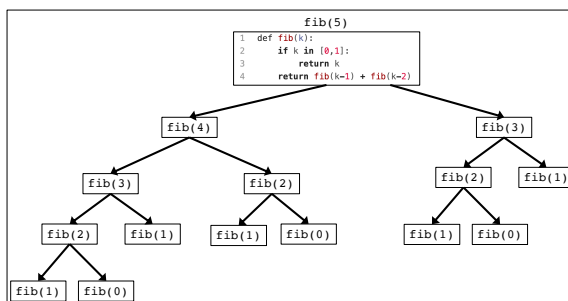 fib(5)
1 def fib(k):
2     if k in [0,1]:
3         return k
4     return fib(k-1) + fib(k-2)
fib(4)
fib(3)
fib(3)
fib(2)
fib(2)
fib(1)
fib(2)
fib(1)
fib(1)
fib(0)
fib(1)
fib(0)
fib(1)
fib(0)